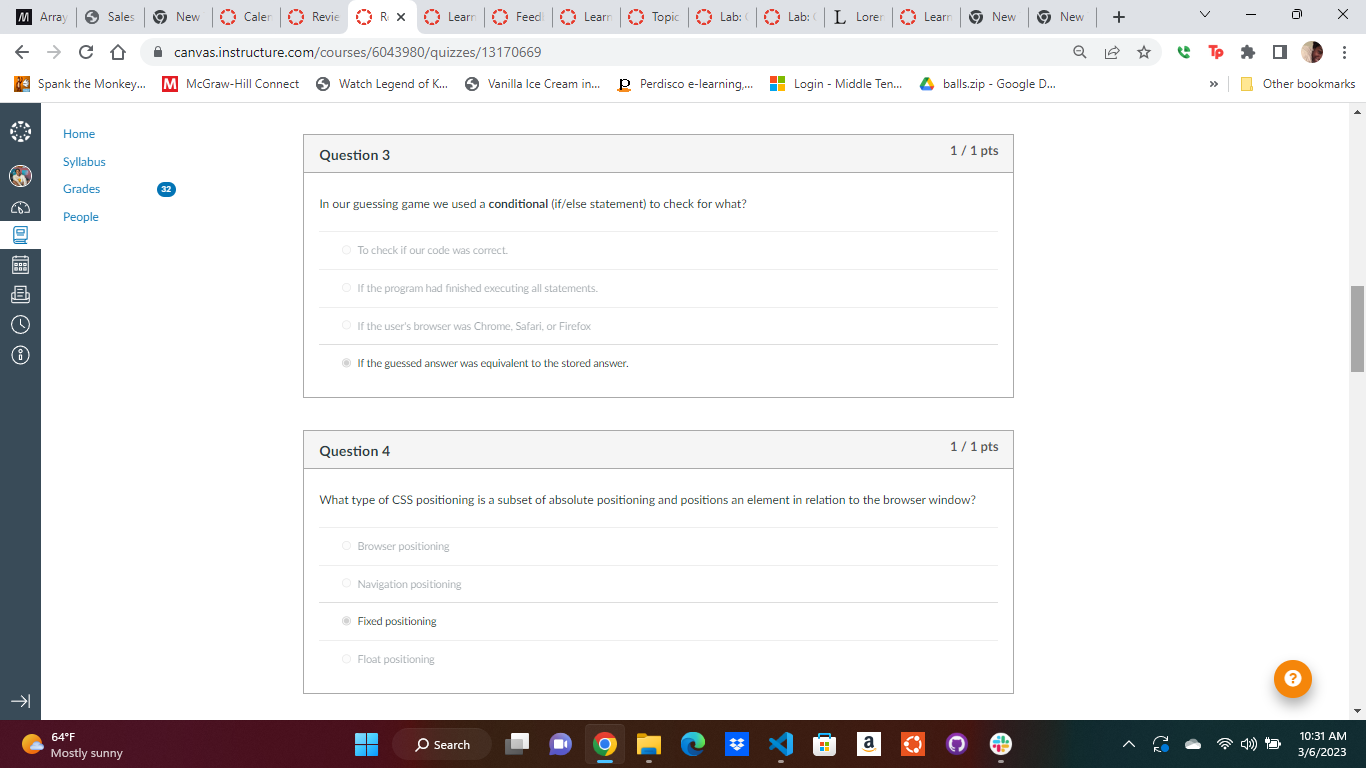 Array
Sales
New
Calen
Revie
R
Learn
Feed
Learn
Topic
Lab: (
Lab: (
Lorer
Learn
New
New
canvas.instructure.com/courses/6043980/quizzes/13170669
Spank the Monkey...
McGraw-Hill Connect
Watch Legend of K...
Vanilla Ice Cream in...
Perdisco e-learning,...
Login - Middle Ten...
balls.zip - Google D...
»
Other bookmarks
Home
Syllabus
Grades 32
People
Question 3 1 / 1 pts
In our guessing game we used a conditional (if/else statement) to check for what?
To check if our code was correct.
If the program had finished executing all statements.
If the user's browser was Chrome, Safari, or Firefox
If the guessed answer was equivalent to the stored answer.
Question 4 1 / 1 pts
What type of CSS positioning is a subset of absolute positioning and positions an element in relation to the browser window?
Browser positioning
Navigation positioning
Fixed positioning
Float positioning
64°F
Mostly sunny
Search
10:31 AM
3/6/2023